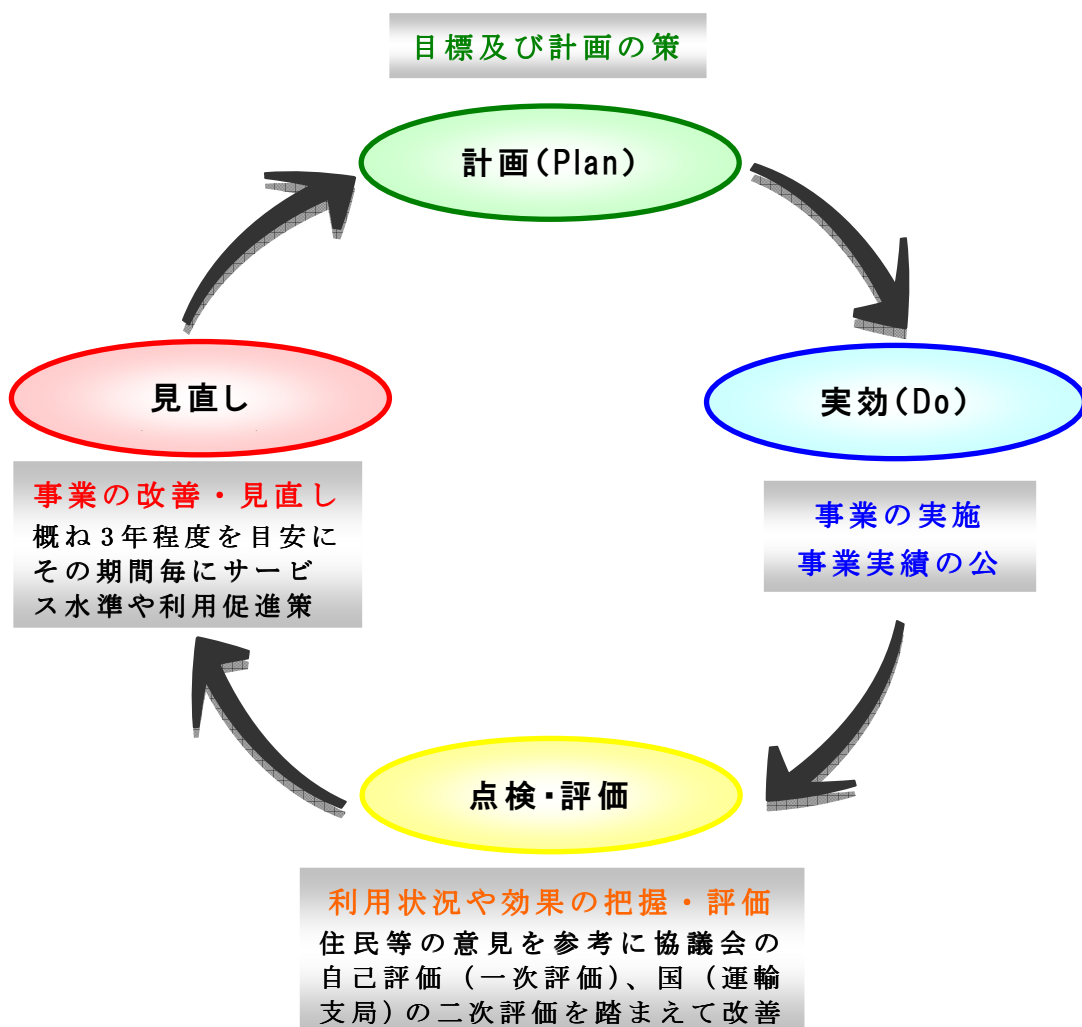 目標及び計画の策
計画(Plan)
実効(Do)
事業の実施
事業実績の公
点検・評価
利用状況や効果の把握・評価
住民等の意見を参考に協議会の
自己評価（一次評価）、国（運輸
支局）の二次評価を踏まえて改善
見直し
事業の改善・見直し
概ね3年程度を目安に
その期間毎にサービ
ス水準や利用促進策